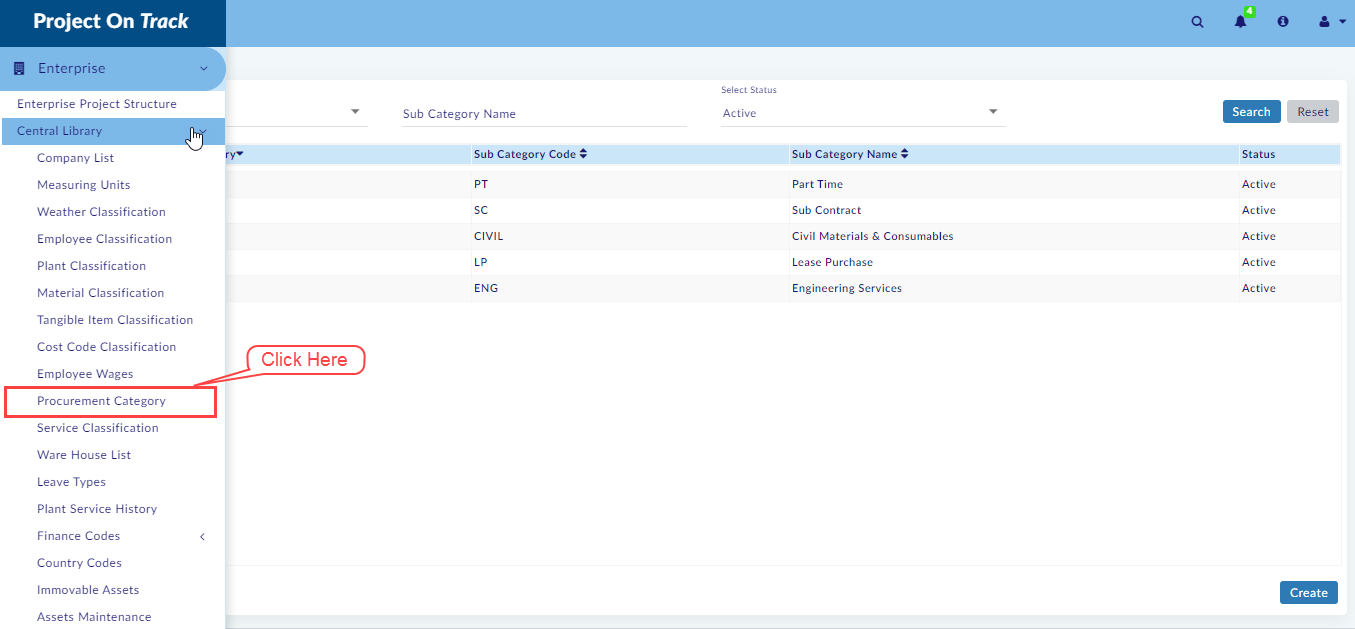 Project On Track
4
Enterprise
Enterprise Project Structure
Central Library
Company List
Measuring Units
Weather Classification
Employee Classification
Plant Classification
Material Classification
Tangible Item Classification
Cost Code Classification
Employee Wages
Procurement Category
Service Classification
Ware House List
Leave Types
Plant Service History
Finance Codes
Country Codes
Immovable Assets
Assets Maintenance
Click Here
Sub Category Name
Select Status
Active
Search Reset
ry Sub Category Code Sub Category Name Status
PT Part Time Active
SC Sub Contract Active
CIVIL Civil Materials & Consumables Active
LP Lease Purchase Active
ENG Engineering Services Active
Create